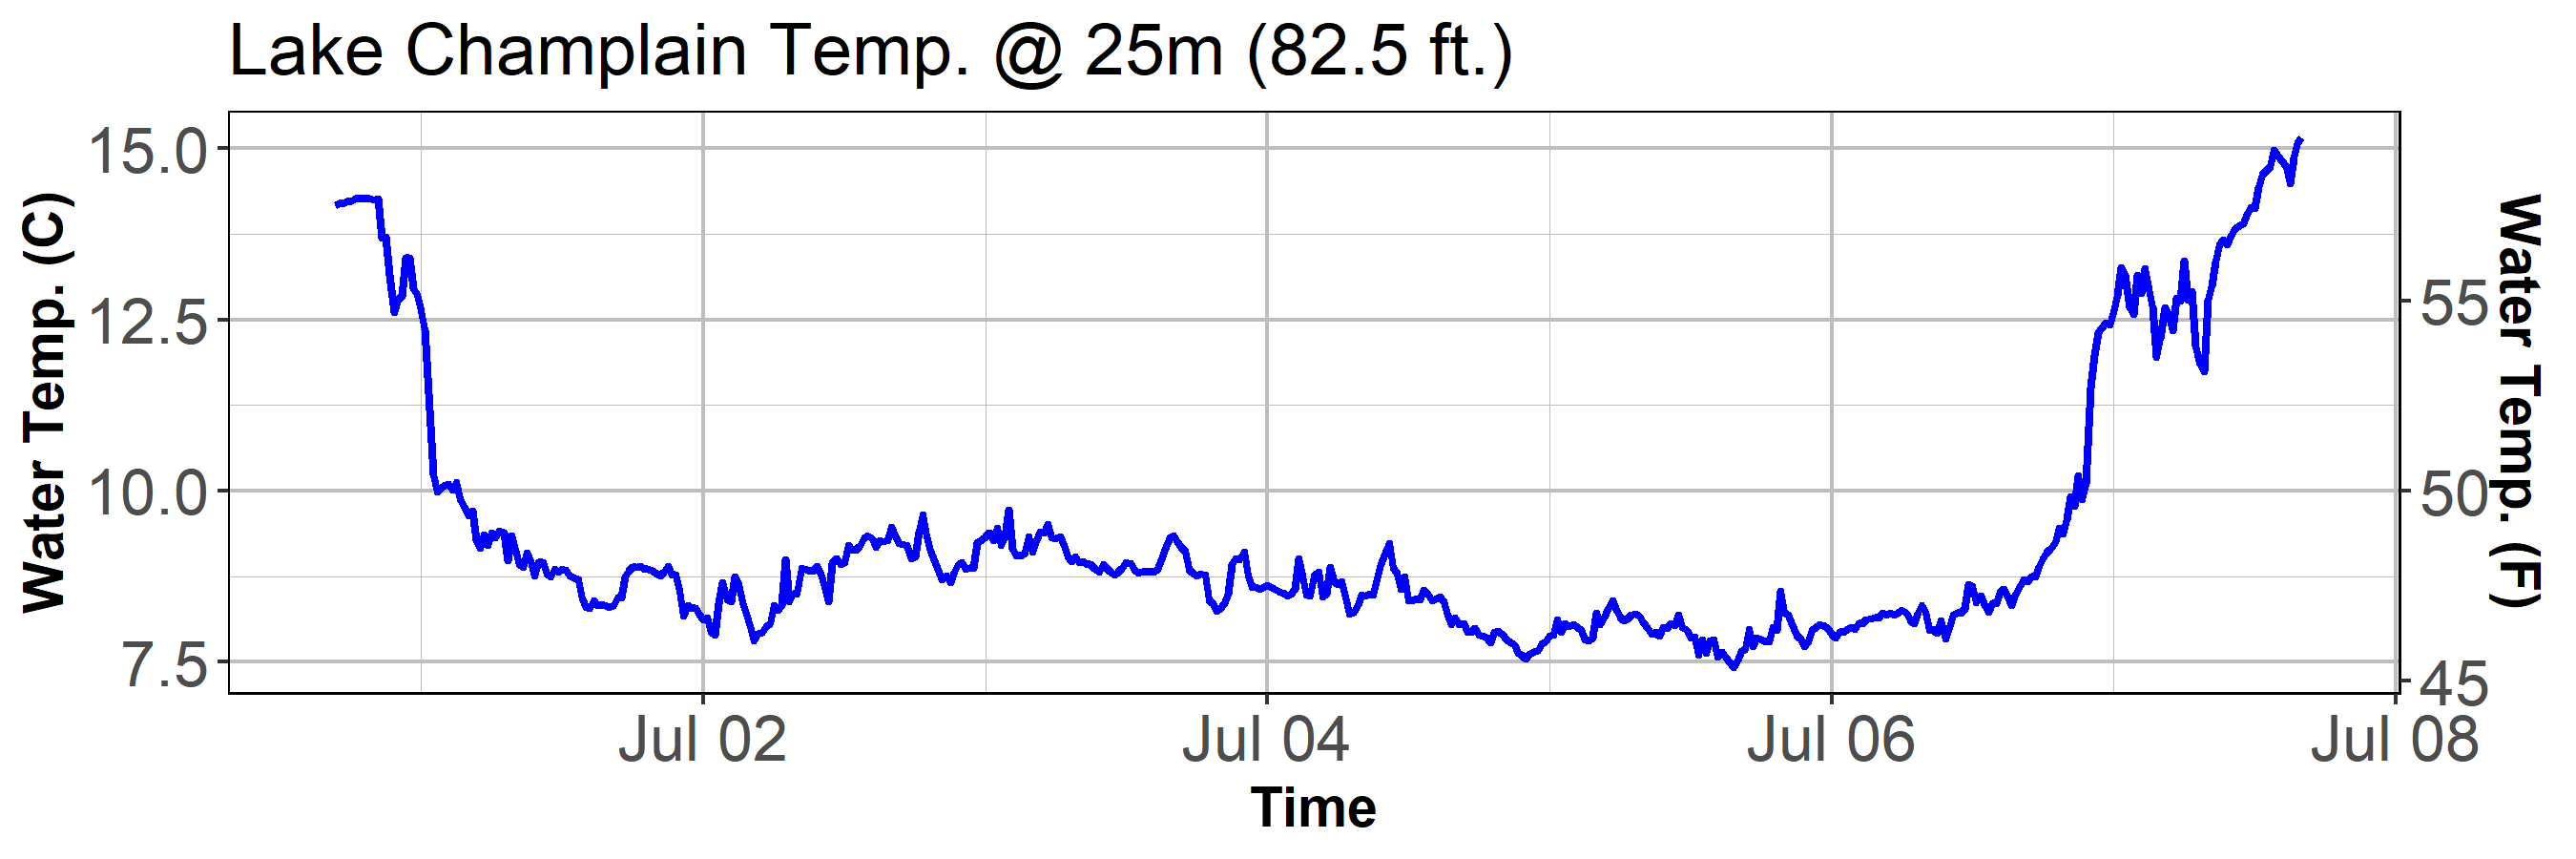 Lake Champlain Temp. @ 25m (82.5 ft.)
Water Temp. (C)
15.0
12.5
10.0
7.5
Water Temp. (F)
55
50
45
Jul 02
Jul 04
Jul 06
Jul 08
Time